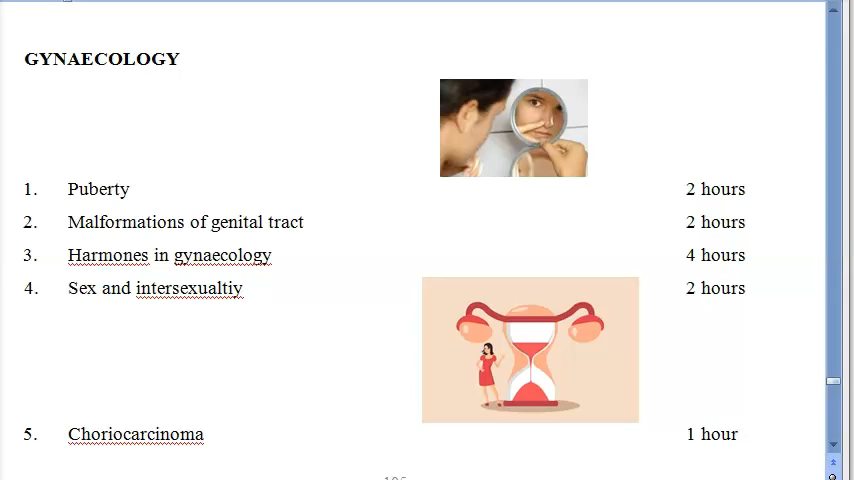 GYNAECOLOGY
1. Puberty 2 hours
2. Malformations of genital tract 2 hours
3. Harmones in gynaecology 4 hours
4. Sex and intersexualtiy 2 hours
5. Choriocarcinoma 1 hour